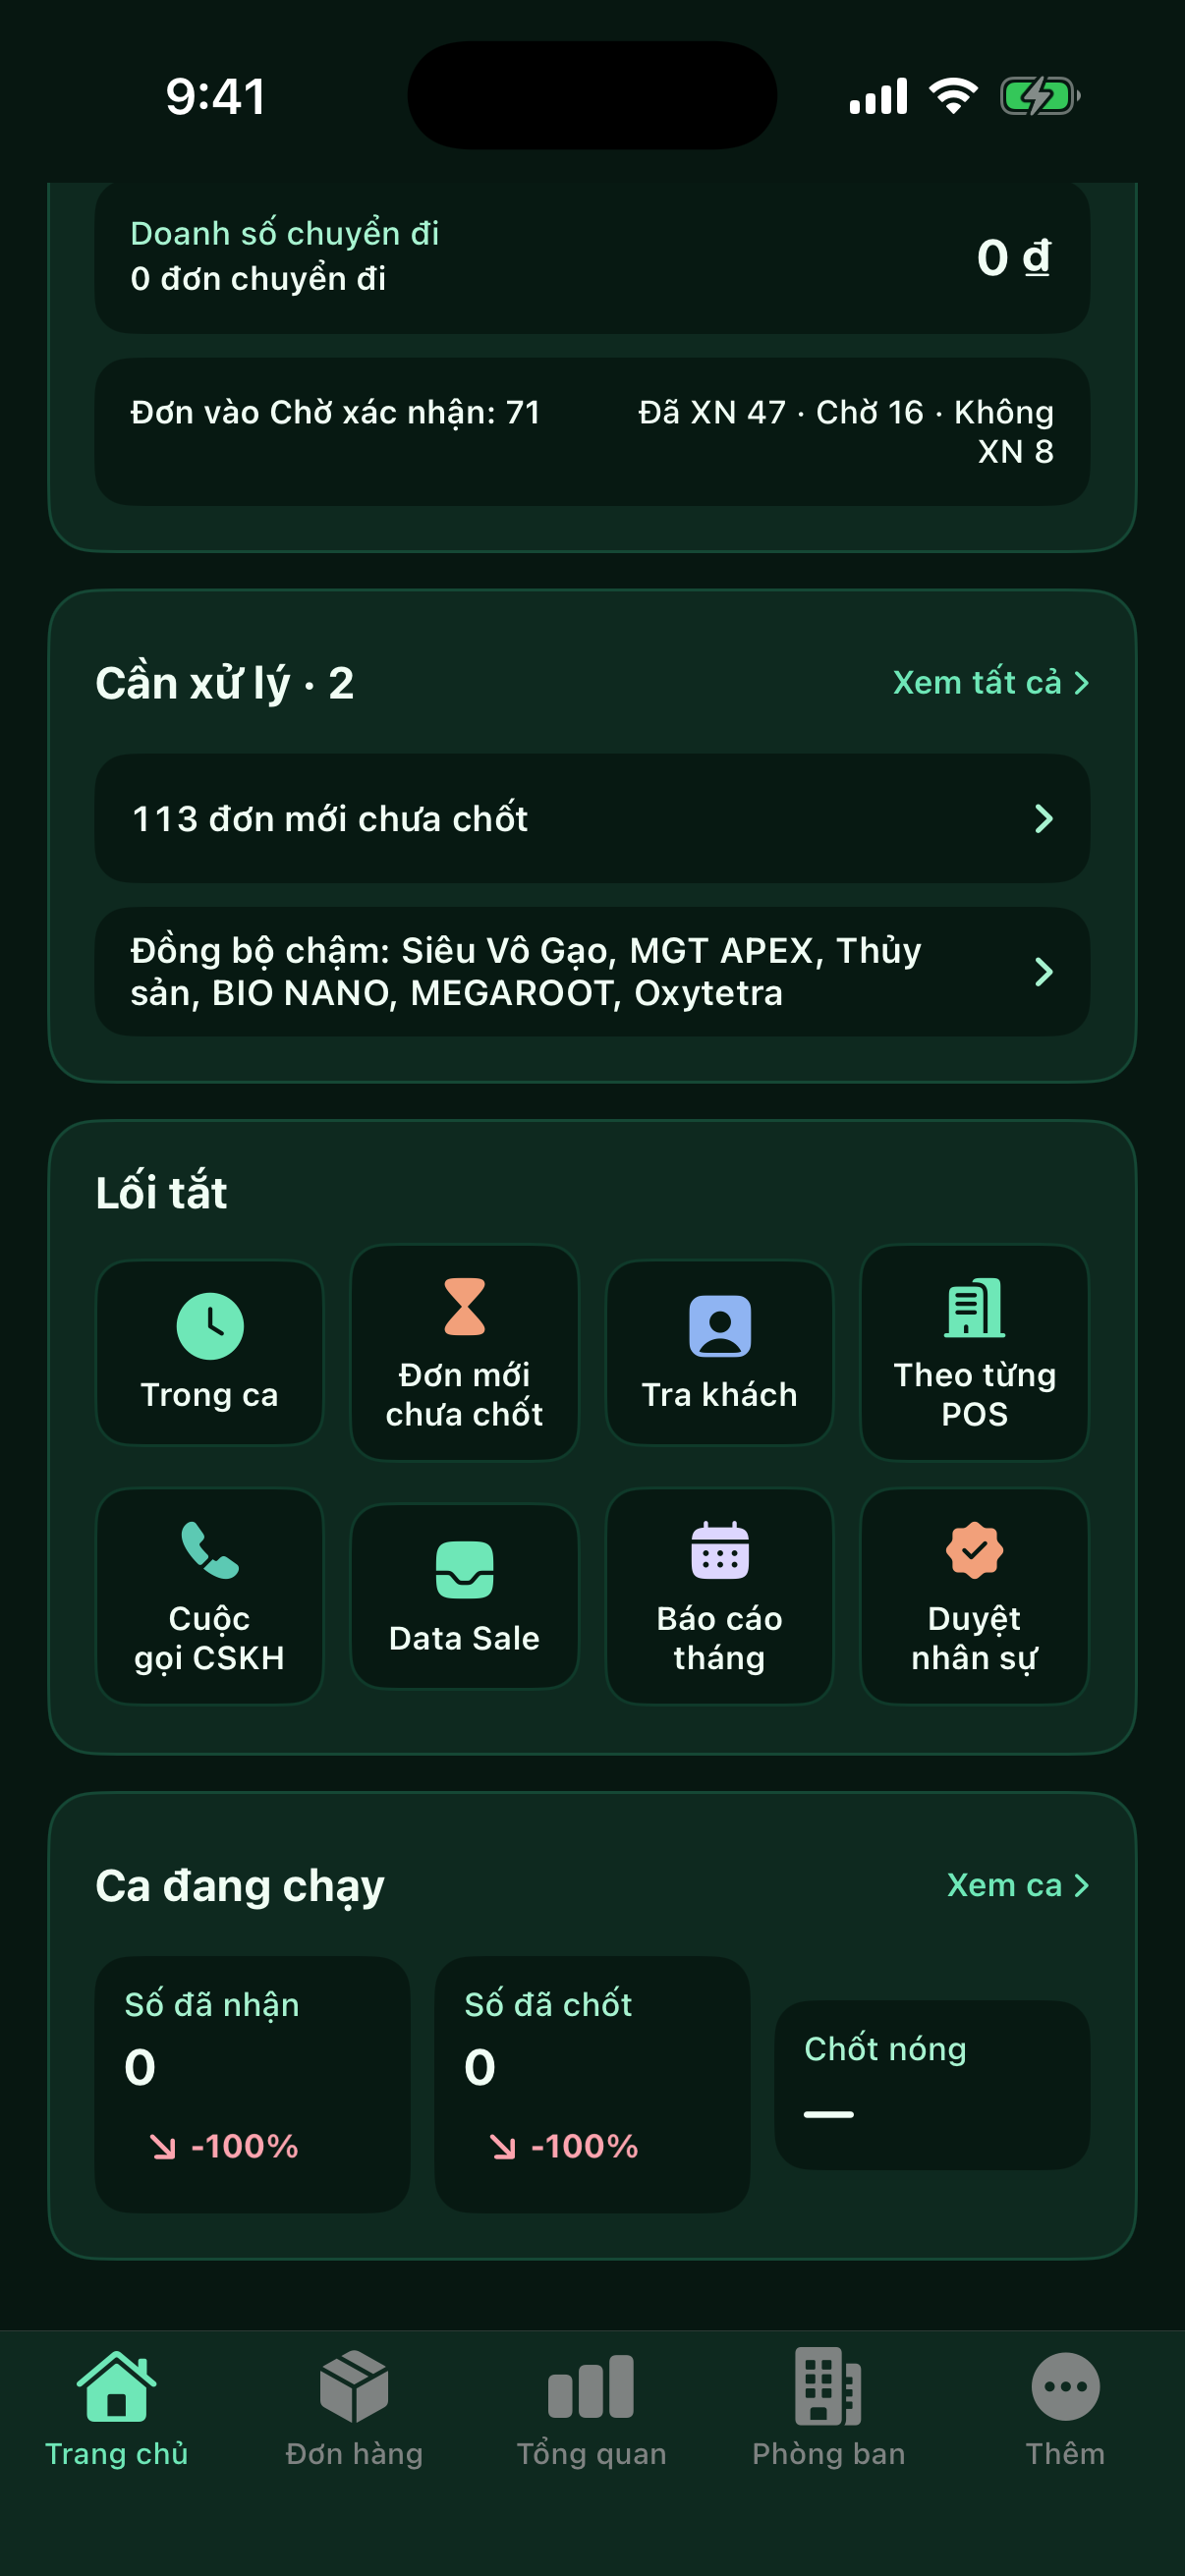 9:41
Doanh số chuyển đi
0 đơn chuyển đi
0 ₫
Đơn vào Chờ xác nhận: 71
Đã XN 47 · Chờ 16 · Không
XN 8
Cần xử lý · 2
Xem tất cả
113 đơn mới chưa chốt
Đồng bộ chậm: Siêu Vô Gạo, MGT APEX, Thủy
sản, BIO NANO, MEGAROOT, Oxytetra
Lối tắt
Trong ca
Đơn mới
chưa chốt
Tra khách
Theo từng
POS
Cuộc
gọi CSKH
Data Sale
Báo cáo
tháng
Duyệt
nhân sự
Ca đang chạy
Xem ca
Số đã nhận
0
-100%
Số đã chốt
0
-100%
Chốt nóng
—
Trang chủ
Đơn hàng
Tổng quan
Phòng ban
Thêm